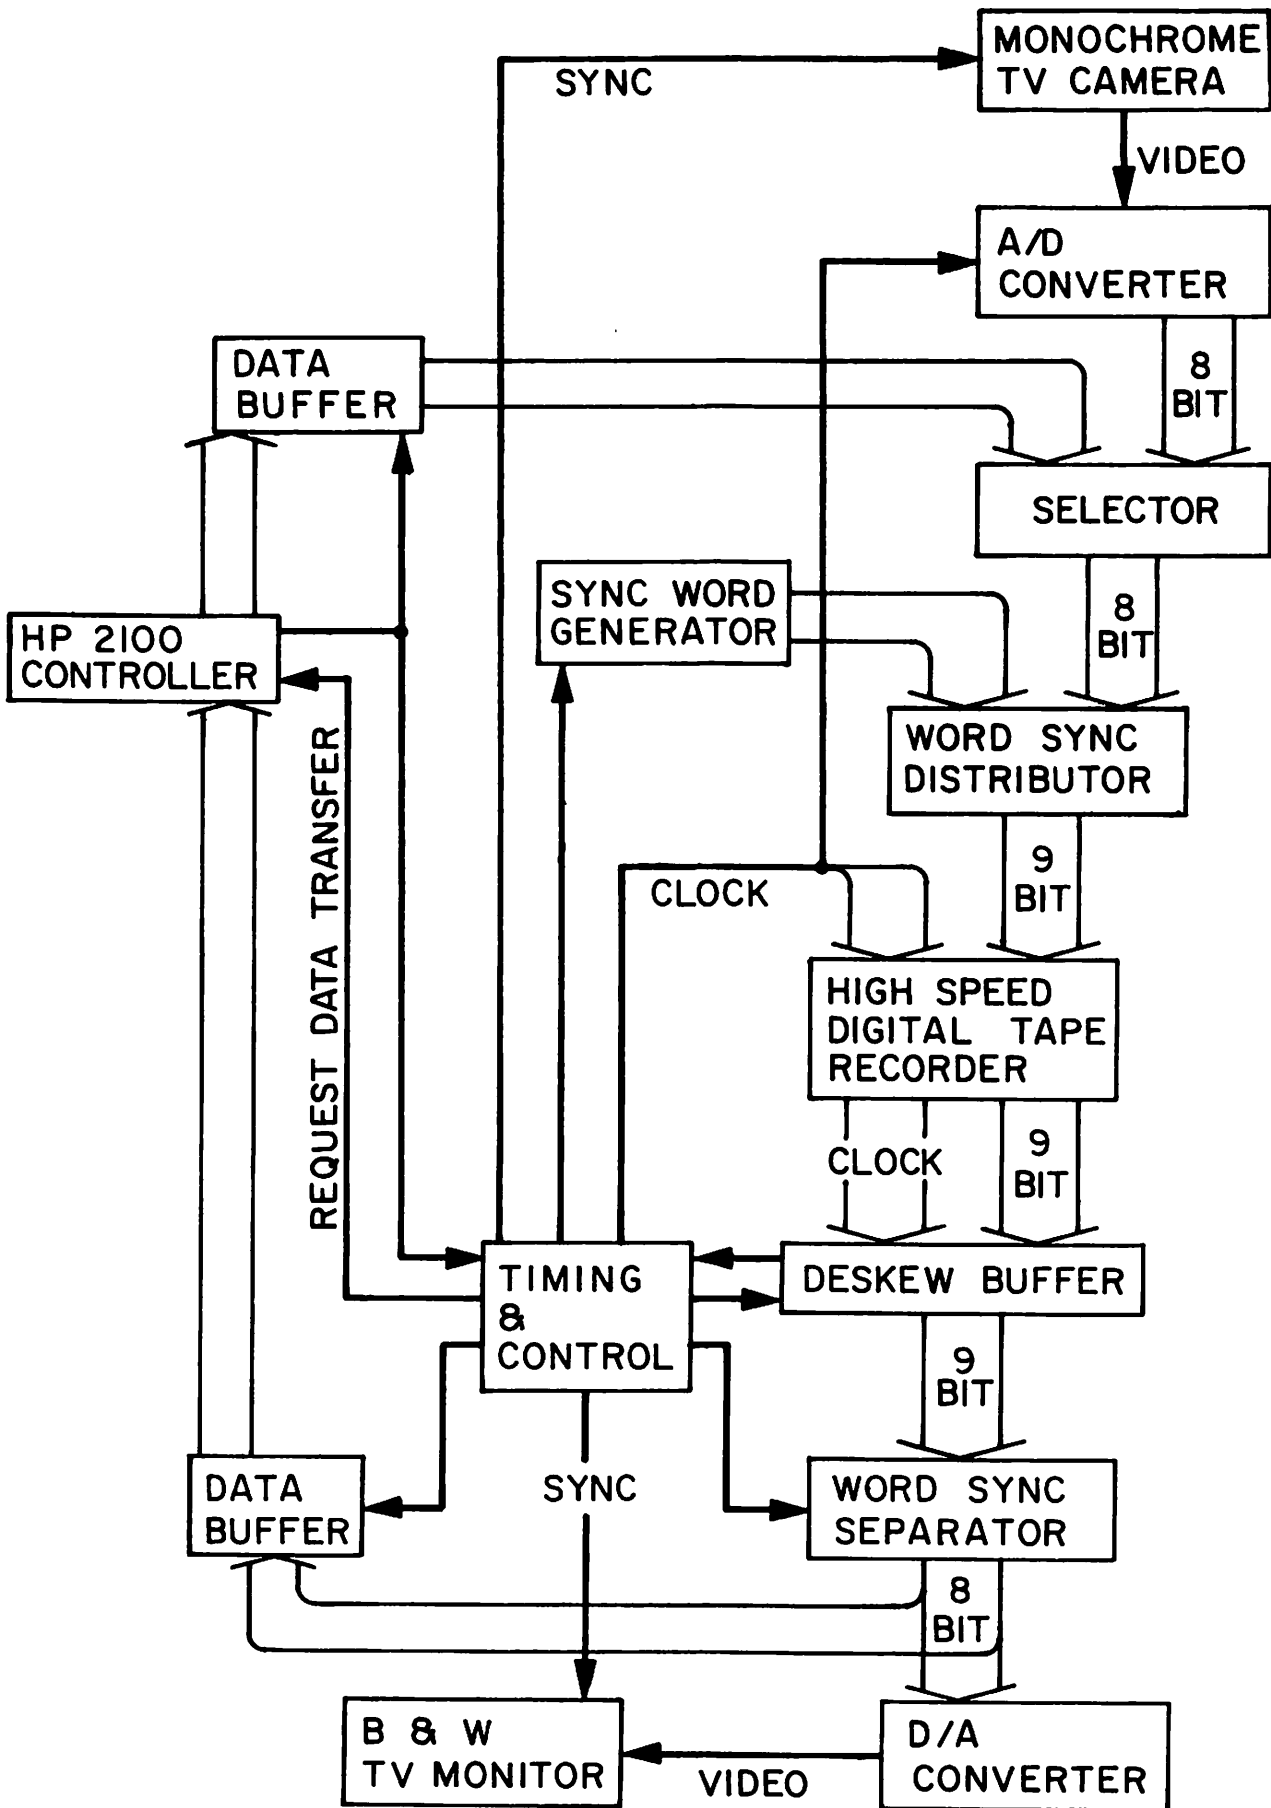 MONOCHROME
TV CAMERA
SYNC
VIDEO
A/D
CONVERTER
DATA
BUFFER
8
BIT
SELECTOR
SYNC WORD
GENERATOR
8
BIT
HP 2100
CONTROLLER
WORD SYNC
DISTRIBUTOR
REQUEST DATA TRANSFER
CLOCK
9
BIT
HIGH SPEED
DIGITAL TAPE
RECORDER
CLOCK
9
BIT
TIMING
&
CONTROL
DESKEW BUFFER
9
BIT
DATA
BUFFER
SYNC
WORD SYNC
SEPARATOR
8
BIT
B & W
TV MONITOR
VIDEO
D/A
CONVERTER